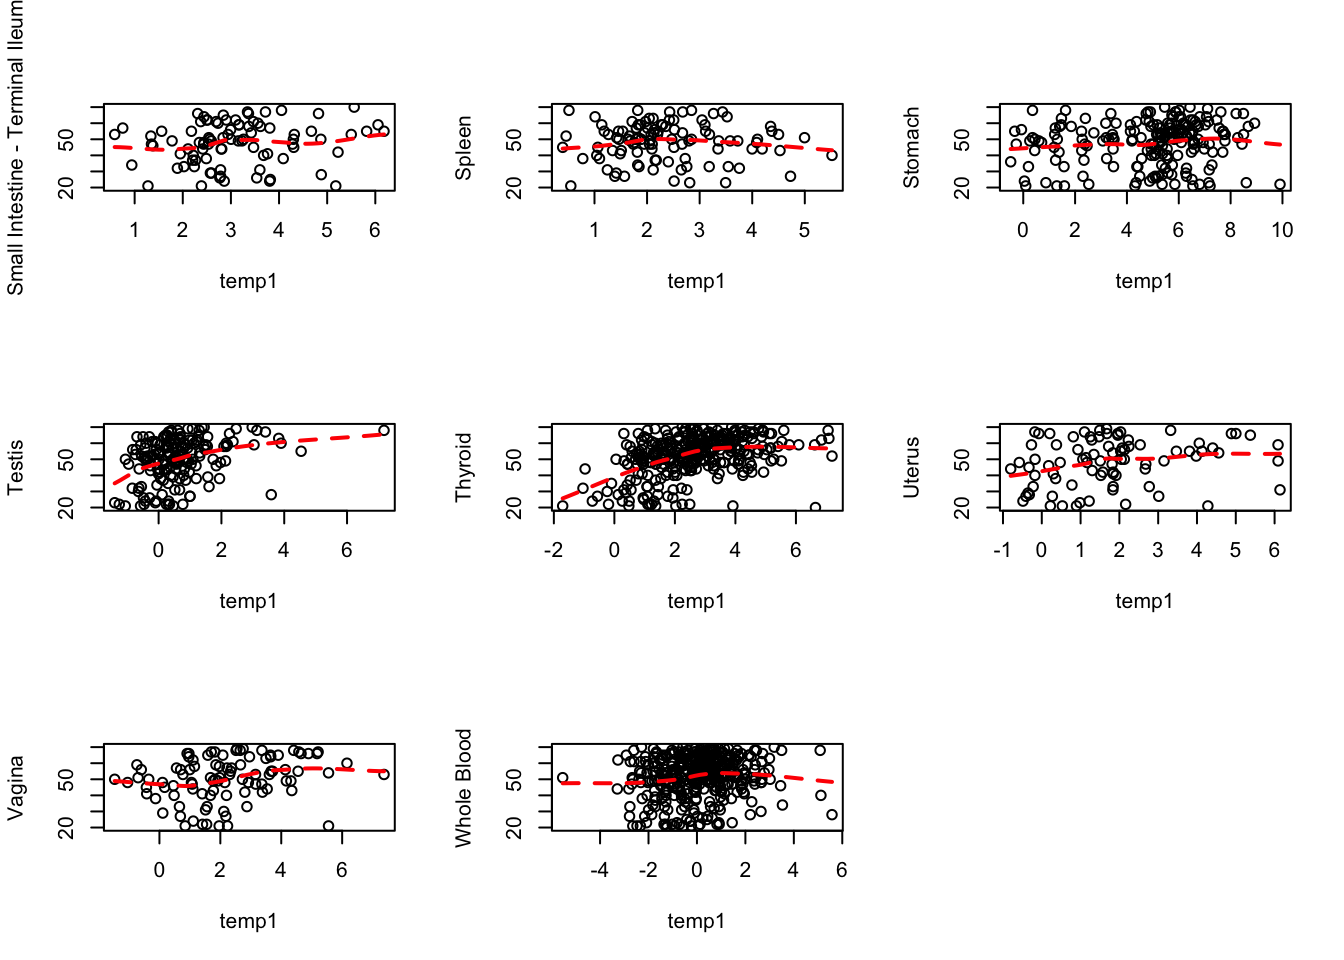 Small Intestine - Terminal Ileum
20 50
1 2 3 4 5 6
temp1
Spleen
20 50
1 2 3 4 5
temp1
Stomach
20 50
0 2 4 6 8 10
temp1
Testis
20 50
0 2 4 6
temp1
Thyroid
20 50
-2 0 2 4 6
temp1
Uterus
20 50
-1 0 1 2 3 4 5 6
temp1
Vagina
20 50
0 2 4 6
temp1
Whole Blood
20 50
-4 -2 0 2 4 6
temp1